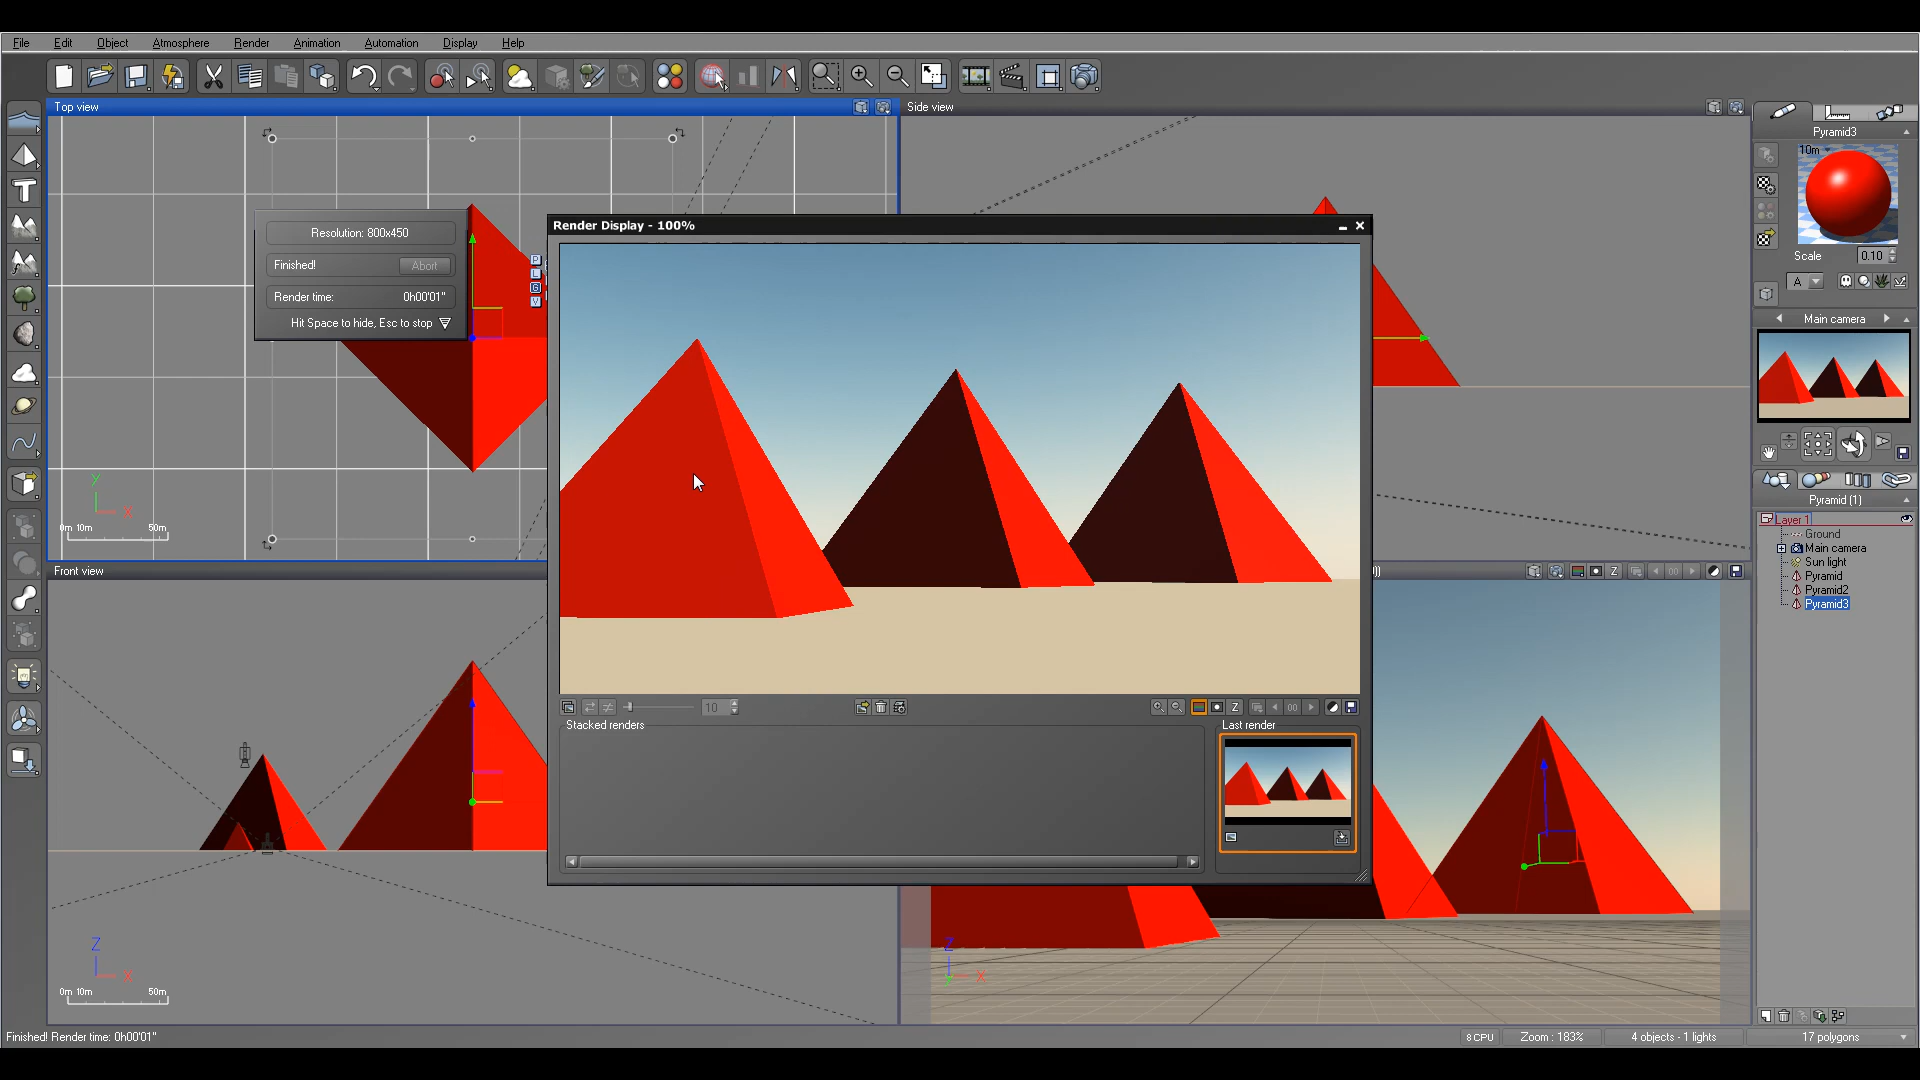 File Edit Object Atmosphere Render Animation Automation Display Help
Top view
Side view
Pyramid3
10m
Resolution: 800x450
Finished! Abort
Render time: 0h00'01"
Hit Space to hide, Esc to stop
P
L
G
V
Render Display - 100%
Scale 0.10
A
Main camera
Y
X
0m 10m 50m
Pyramid (1)
Layer 1
Ground
Main camera
Sun light
Pyramid
Pyramid2
Pyramid3
Front view
Z
10
Z
Stacked renders
Last render
Z
X
0m 10m 50m
Z
Y
X
Finished! Render time: 0h00'01"
8 CPU
Zoom : 183%
4 objects - 1 lights
17 polygons